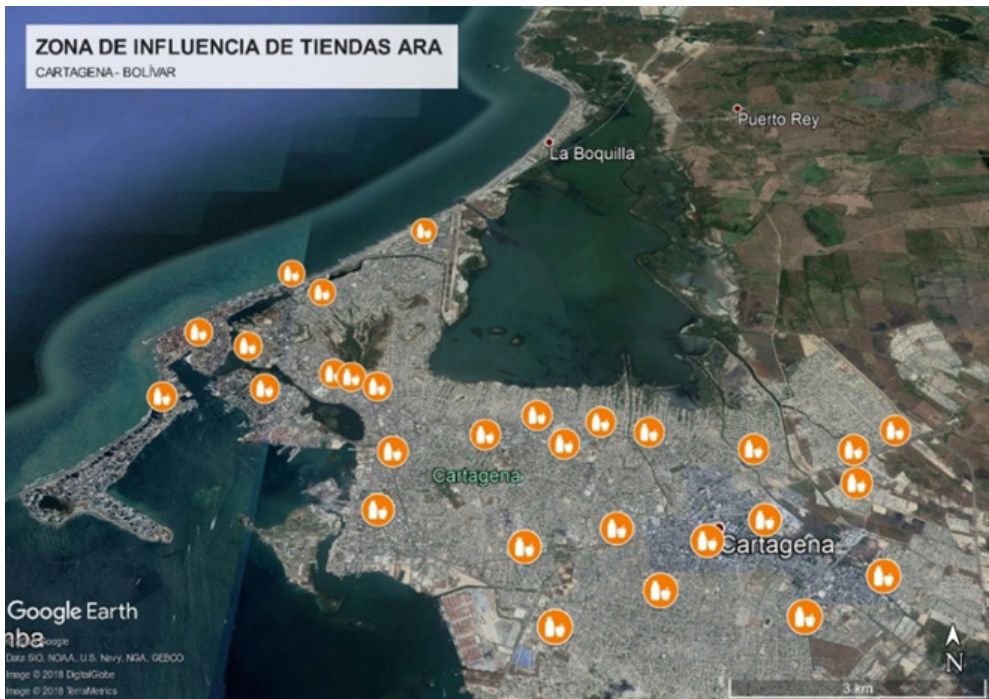 ZONA DE INFLUENCIA DE TIENDAS ARA
CARTAGENA - BOLÍVAR
Puerto Rey
La Boquilla
Cartagena
Cartagena
Google Earth
Data SIO, NOAA, U.S. Navy, NGA, GEBCO
Image © 2018 DigitalGlobe
Image © 2018 TerraMetrics
N
3 km